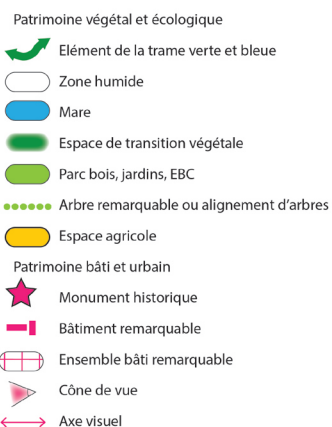 Patrimoine végétal et écologique
Elément de la trame verte et bleue
Zone humide
Mare
Espace de transition végétale
Parc bois, jardins, EBC
Arbre remarquable ou alignement d'arbres
Espace agricole
Patrimoine bâti et urbain
Monument historique
Bâtiment remarquable
Ensemble bâti remarquable
Cône de vue
Axe visuel